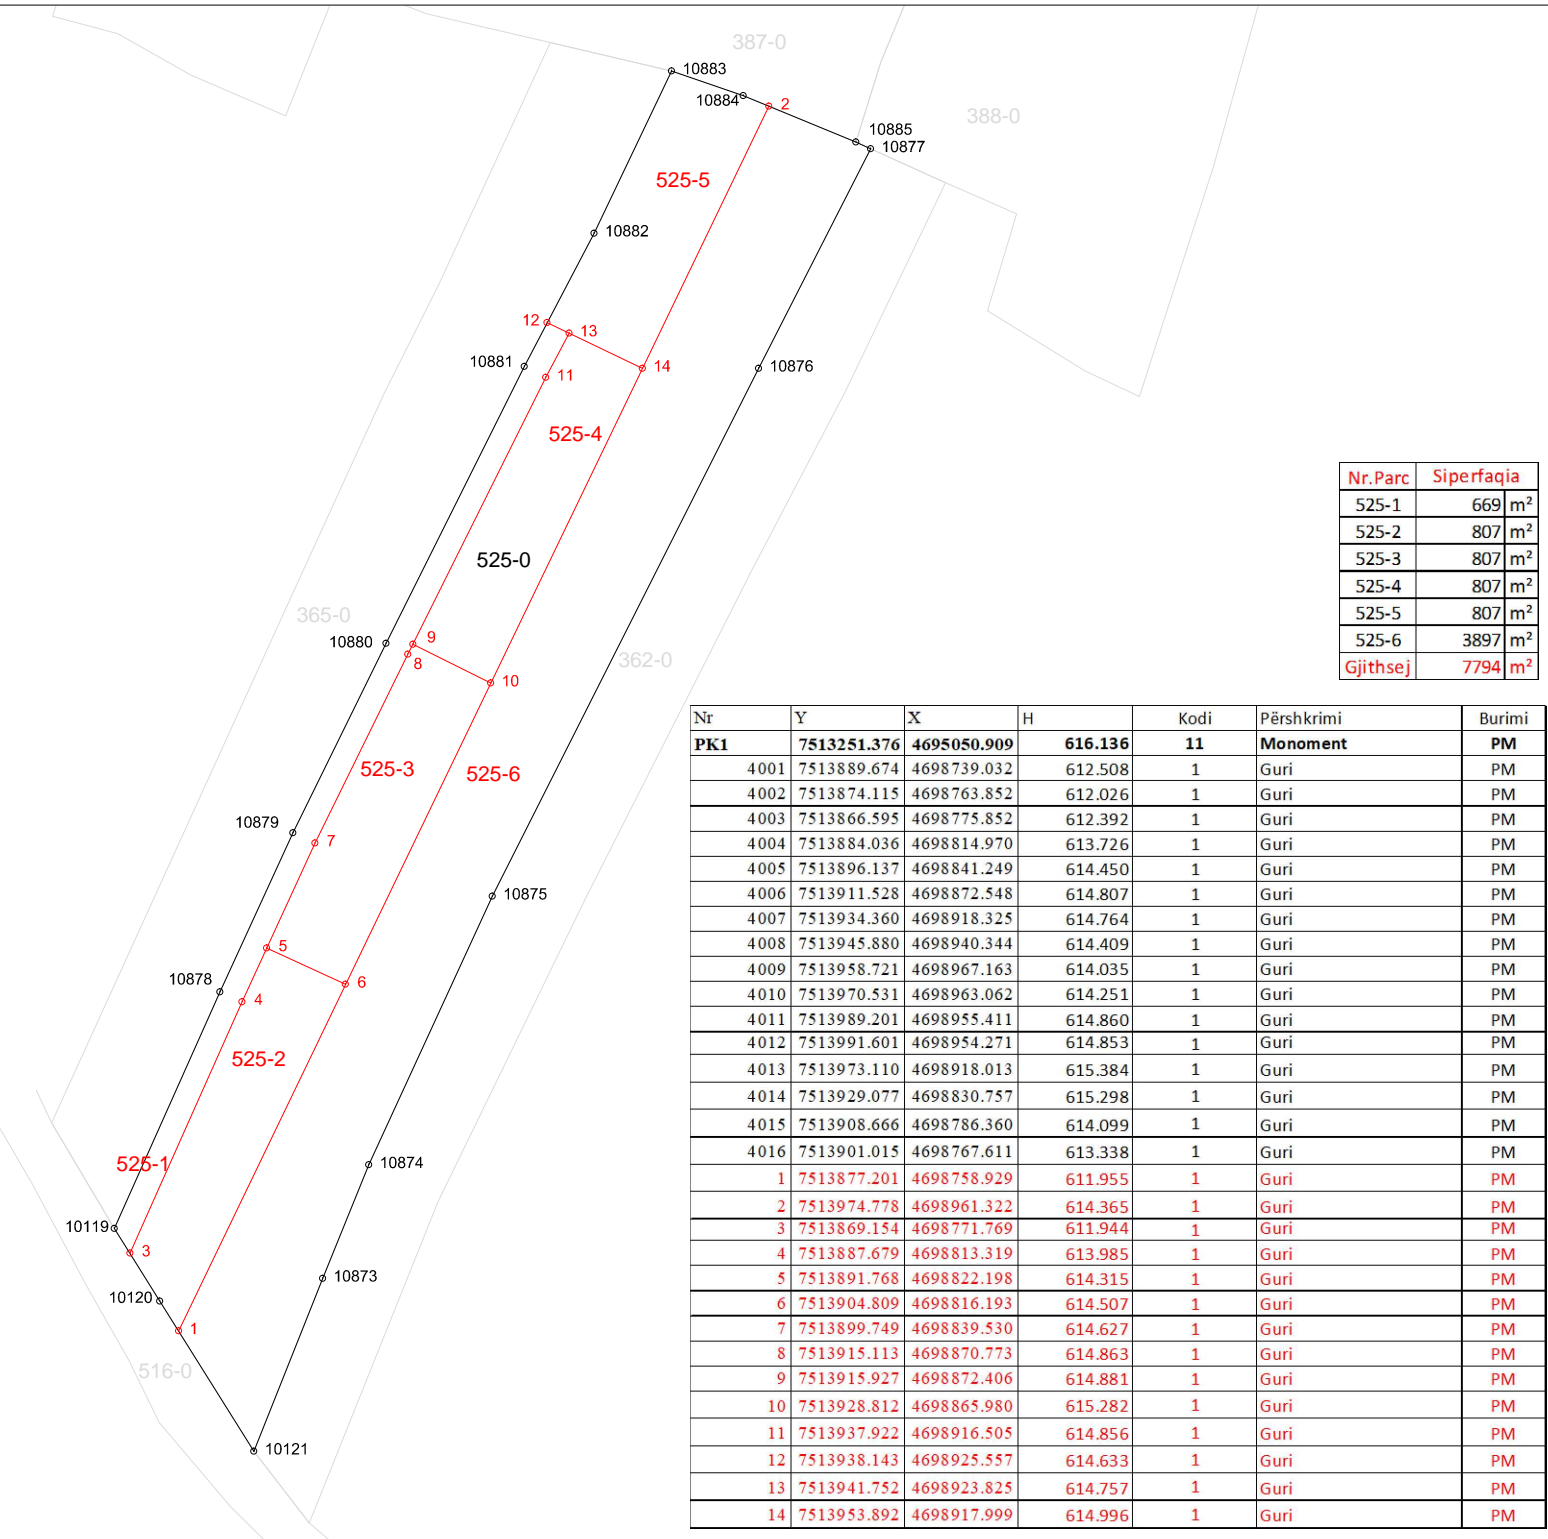 387-0
10883
10884
2
10885
10877
388-0
525-5
10882
12
13
10881
11
14
10876
525-4
525-0
365-0
10880
9
8
362-0
10
525-3
525-6
10879
7
10875
5
6
10878
4
525-2
525-1
10874
10119
3
10873
10120
1
516-0
10121
Nr.Parc Siperfaqia
525-1 669 m²
525-2 807 m²
525-3 807 m²
525-4 807 m²
525-5 807 m²
525-6 3897 m²
Gjithsej 7794 m²
Nr Y X H Kodi Përshkrimi Burimi
PK1 7513251.376 4695050.909 616.136 11 Monoment PM
4001 7513889.674 4698739.032 612.508 1 Guri PM
4002 7513874.115 4698763.852 612.026 1 Guri PM
4003 7513866.595 4698775.852 612.392 1 Guri PM
4004 7513884.036 4698814.970 613.726 1 Guri PM
4005 7513896.137 4698841.249 614.450 1 Guri PM
4006 7513911.528 4698872.548 614.807 1 Guri PM
4007 7513934.360 4698918.325 614.764 1 Guri PM
4008 7513945.880 4698940.344 614.409 1 Guri PM
4009 7513958.721 4698967.163 614.035 1 Guri PM
4010 7513970.531 4698963.062 614.251 1 Guri PM
4011 7513989.201 4698955.411 614.860 1 Guri PM
4012 7513991.601 4698954.271 614.853 1 Guri PM
4013 7513973.110 4698918.013 615.384 1 Guri PM
4014 7513929.077 4698830.757 615.298 1 Guri PM
4015 7513908.666 4698786.360 614.099 1 Guri PM
4016 7513901.015 4698767.611 613.338 1 Guri PM
1 7513877.201 4698758.929 611.955 1 Guri PM
2 7513974.778 4698961.322 614.365 1 Guri PM
3 7513869.154 4698771.769 611.944 1 Guri PM
4 7513887.679 4698813.319 613.985 1 Guri PM
5 7513891.768 4698822.198 614.315 1 Guri PM
6 7513904.809 4698816.193 614.507 1 Guri PM
7 7513899.749 4698839.530 614.627 1 Guri PM
8 7513915.113 4698870.773 614.863 1 Guri PM
9 7513915.927 4698872.406 614.881 1 Guri PM
10 7513928.812 4698865.980 615.282 1 Guri PM
11 7513937.922 4698916.505 614.856 1 Guri PM
12 7513938.143 4698925.557 614.633 1 Guri PM
13 7513941.752 4698923.825 614.757 1 Guri PM
14 7513953.892 4698917.999 614.996 1 Guri PM